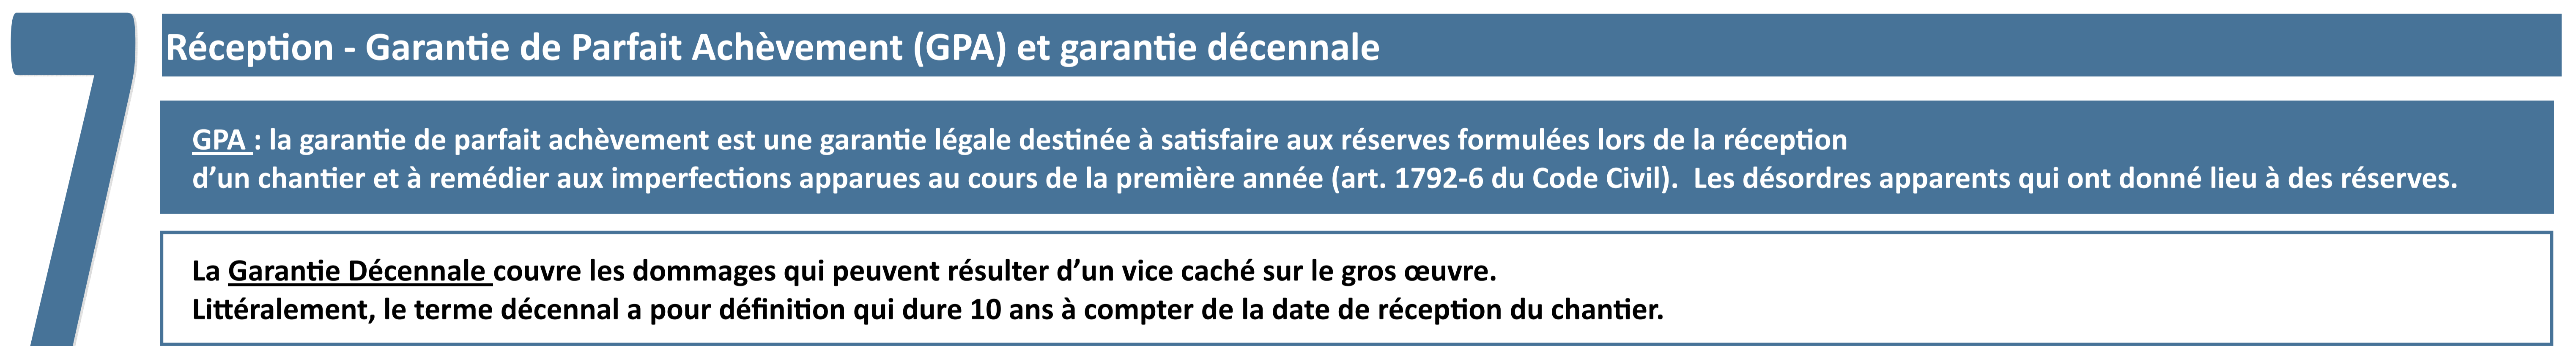 7
Réception - Garantie de Parfait Achèvement (GPA) et garantie décennale
GPA : la garantie de parfait achèvement est une garantie légale destinée à satisfaire aux réserves formulées lors de la réception
d’un chantier et à remédier aux imperfections apparues au cours de la première année (art. 1792-6 du Code Civil).  Les désordres apparents qui ont donné lieu à des réserves.
La Garantie Décennale couvre les dommages qui peuvent résulter d’un vice caché sur le gros œuvre.
Littéralement, le terme décennal a pour définition qui dure 10 ans à compter de la date de réception du chantier.